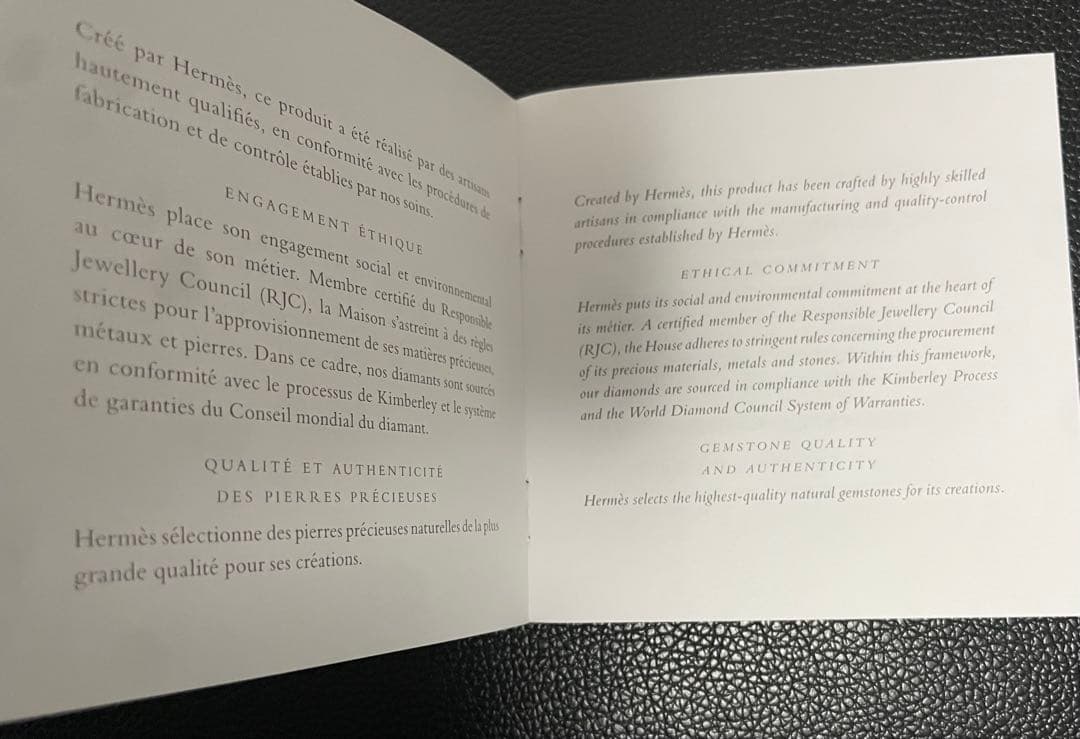 Créé par Hermès, ce produit a été réalisé par des artisans
hautement qualifiés, en conformité avec les procédures de
fabrication et de contrôle établies par nos soins.
ENGAGEMENT ÉTHIQUE
Hermès place son engagement social et environnemental
au cœur de son métier. Membre certifié du Responsible
Jewellery Council (RJC), la Maison s'astreint à des règles
strictes pour l'approvisionnement de ses matières précieuses,
métaux et pierres. Dans ce cadre, nos diamants sont sourcés
en conformité avec le processus de Kimberley et le système
de garanties du Conseil mondial du diamant.
QUALITÉ ET AUTHENTICITÉ
DES PIERRES PRÉCIEUSES
Hermès sélectionne des pierres précieuses naturelles de la plus
grande qualité pour ses créations.
Created by Hermès, this product has been crafted by highly skilled
artisans in compliance with the manufacturing and quality-control
procedures established by Hermès.
ETHICAL COMMITMENT
Hermès puts its social and environmental commitment at the heart of
its métier. A certified member of the Responsible Jewellery Council
(RJC), the House adheres to stringent rules concerning the procurement
of its precious materials, metals and stones. Within this framework,
our diamonds are sourced in compliance with the Kimberley Process
and the World Diamond Council System of Warranties.
GEMSTONE QUALITY
AND AUTHENTICITY
Hermès selects the highest-quality natural gemstones for its creations.